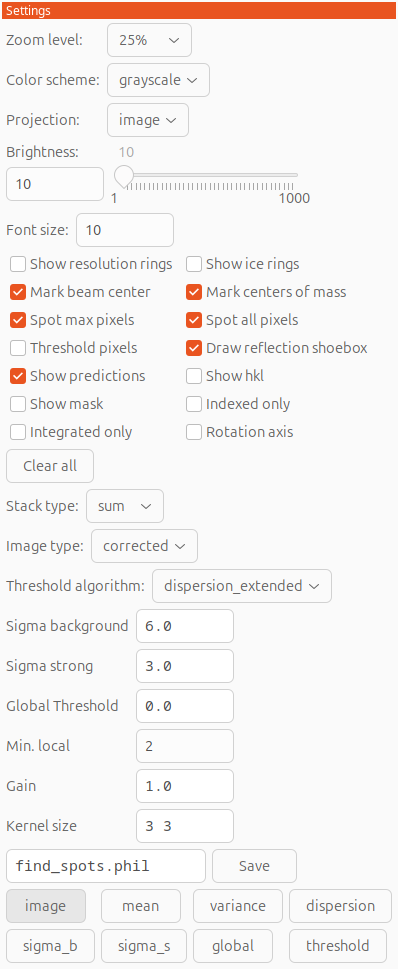 Settings
Zoom level: 25%
Color scheme: grayscale
Projection: image
Brightness: 10
10
1 1000
Font size: 10
Show resolution rings Show ice rings
Mark beam center Mark centers of mass
Spot max pixels Spot all pixels
Threshold pixels Draw reflection shoebox
Show predictions Show hkl
Show mask Indexed only
Integrated only Rotation axis
Clear all
Stack type: sum
Image type: corrected
Threshold algorithm: dispersion_extended
Sigma background 6.0
Sigma strong 3.0
Global Threshold 0.0
Min. local 2
Gain 1.0
Kernel size 3 3
find_spots.phil Save
image mean variance dispersion
sigma_b sigma_s global threshold